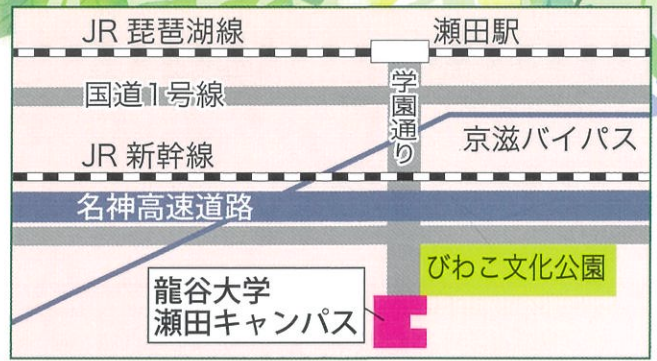 JR 琵琶湖線
瀬田駅
国道1号線
学園通り
京滋バイパス
JR 新幹線
名神高速道路
びわこ文化公園
龍谷大学
瀬田キャンパス